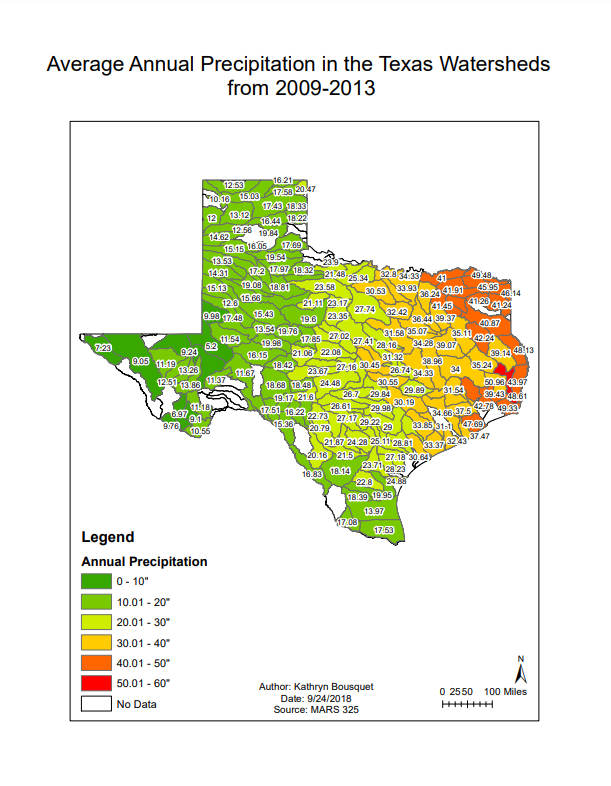 Average Annual Precipitation in the Texas Watersheds
from 2009-2013
12.53 16.21
10.16 15.03 17.58 20.47
17.43 18.33
12 13.12 16.44 18.22
12.56 19.84
14.62 16.05 17.69
15.15
13.53 19.54 23.9
14.31 17.2 17.97 18.32 21.48 25.34 32.8 34.33 41 49.48
15.13 19.08 18.81 23.58 30.53 33.93 36.24 41.91 45.95 46.14
12.6 15.66 21.11 23.17 27.74 32.42 41.45 41.26 41.24
9.98 17.48 15.43 19.6 23.35 36.44 39.37 40.87
13.54 19.76 27.02 31.58 35.07 35.11 42.24
7.23 9.24 5.2 11.54 19.98 17.85 27.41 28.16 34.28 39.07 39.14 48.13
9.05 11.19 16.15 21.06 22.08 31.32 38.96
13.26 11.67 18.42 23.67 27.16 30.45 26.74 34.33 34 35.24
12.51 13.86 11.37 18.68 18.48 24.48 30.55 29.89 31.54 50.96 43.97
19.17 21.6 26.7 29.84 39.43 48.61
6.97 11.18 17.51 16.22 26.61 29.98 30.19 34.66 37.5 42.78 49.33
9.76 9.1 15.36 22.73 27.17 29.22 29 33.85 47.69
10.55 20.79 37.47
21.87 24.28 25.11 28.81 33.37 32.43
20.16 21.5 27.18 30.64
16.83 18.14 23.71 28.23
22.8 24.88
18.39 19.95
13.97
17.08 17.53
Legend
Annual Precipitation
0 - 10"
10.01 - 20"
20.01 - 30"
30.01 - 40"
40.01 - 50"
50.01 - 60"
No Data
Author: Kathryn Bousquet
Date: 9/24/2018
Source: MARS 325
N
0 25 50 100 Miles